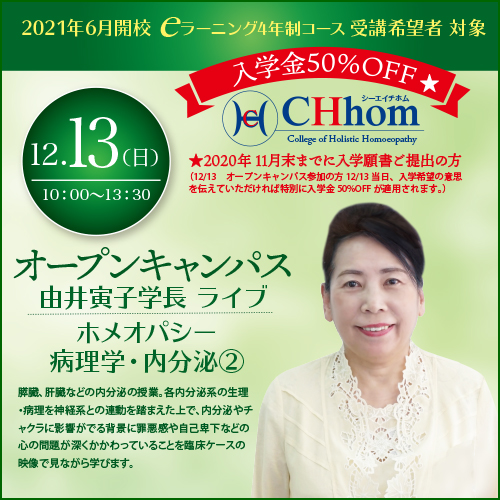 2021年6月開校 eラーニング4年制コース 受講希望者 対象
入学金50%OFF★
シーエイチホム
CHhom
College of Holistic Homoeopathy
12.13(日)
10:00〜13:30
★2020年11月末までに入学願書ご提出の方
(12/13 オープンキャンパス参加の方 12/13 当日、入学希望の意思
を伝えていただければ特別に入学金 50%OFF が適用されます。)
オープンキャンパス
由井寅子学長 ライブ
ホメオパシー
病理学・内分泌②
膵臓、肝臓などの内分泌の授業。各内分泌系の生理
・病理を神経系との連動を踏まえた上で、内分泌やチ
ャクラに影響がでる背景に罪悪感や自己卑下などの
心の問題が深くかかわっていることを臨床ケースの
映像で見ながら学びます。